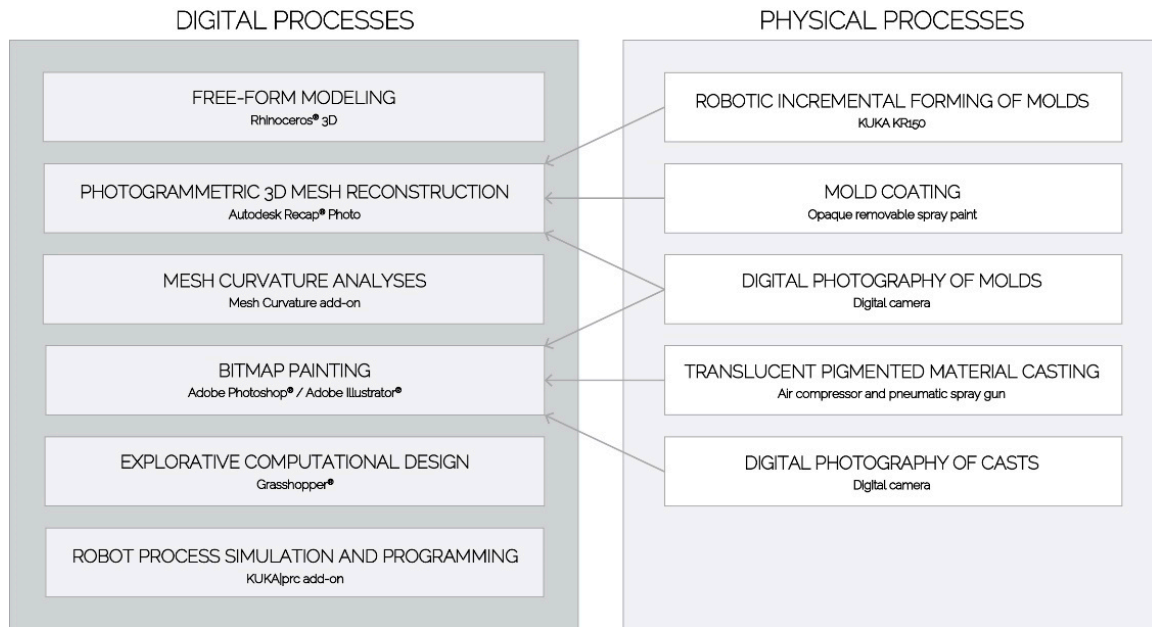 DIGITAL PROCESSES
FREE-FORM MODELING
Rhinoceros® 3D
PHOTOGRAMMETRIC 3D MESH RECONSTRUCTION
Autodesk Recap® Photo
MESH CURVATURE ANALYSES
Mesh Curvature add-on
BITMAP PAINTING
Adobe Photoshop® / Adobe Illustrator®
EXPLORATIVE COMPUTATIONAL DESIGN
Grasshopper®
ROBOT PROCESS SIMULATION AND PROGRAMMING
KUKA|prc add-on
PHYSICAL PROCESSES
ROBOTIC INCREMENTAL FORMING OF MOLDS
KUKA KR150
MOLD COATING
Opaque removable spray paint
DIGITAL PHOTOGRAPHY OF MOLDS
Digital camera
TRANSLUCENT PIGMENTED MATERIAL CASTING
Air compressor and pneumatic spray gun
DIGITAL PHOTOGRAPHY OF CASTS
Digital camera